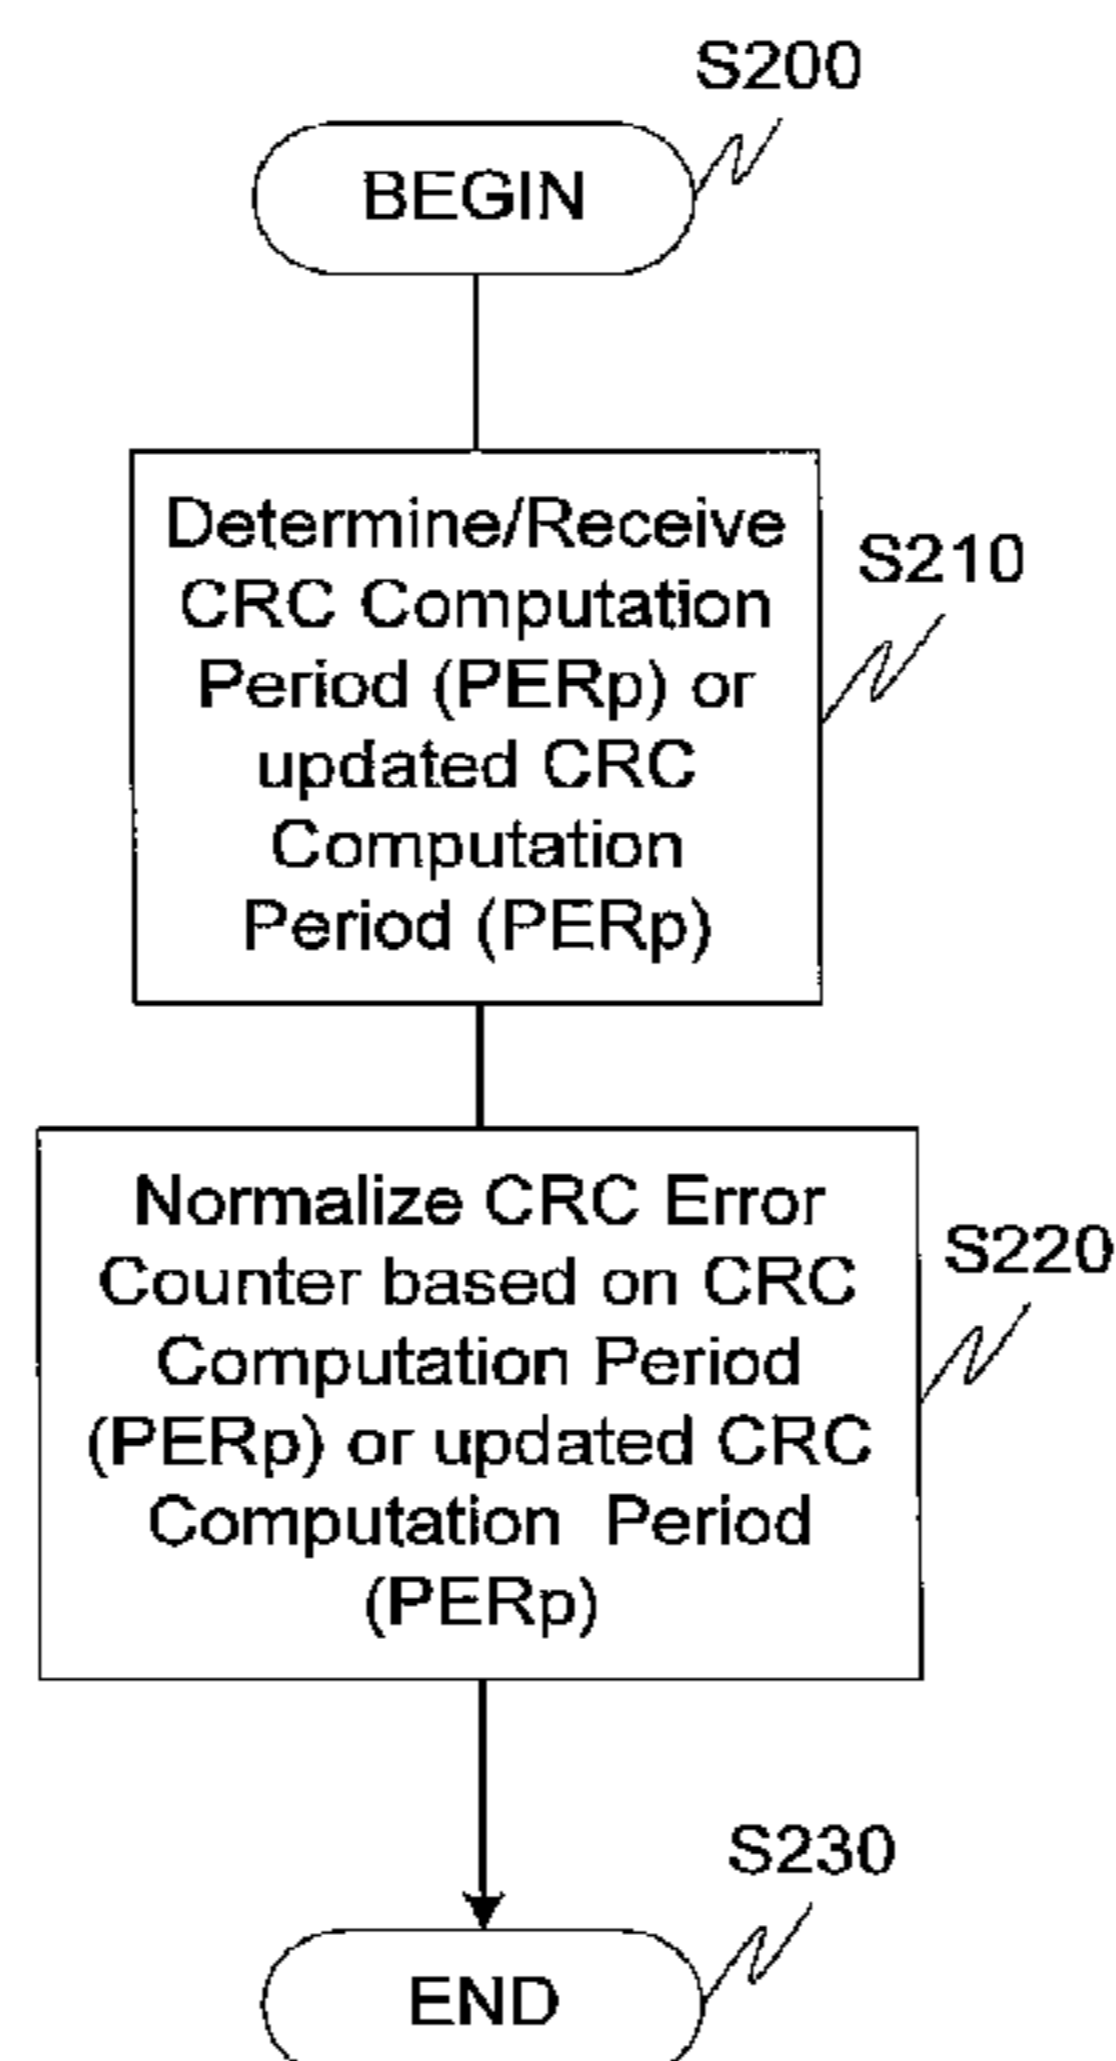 S200
BEGIN
Determine/Receive
CRC Computation
Period (PERp) or
updated CRC
Computation
Period (PERp)
S210
Normalize CRC Error
Counter based on CRC
Computation Period
(PERp) or updated CRC
Computation Period
(PERp)
S220
S230
END